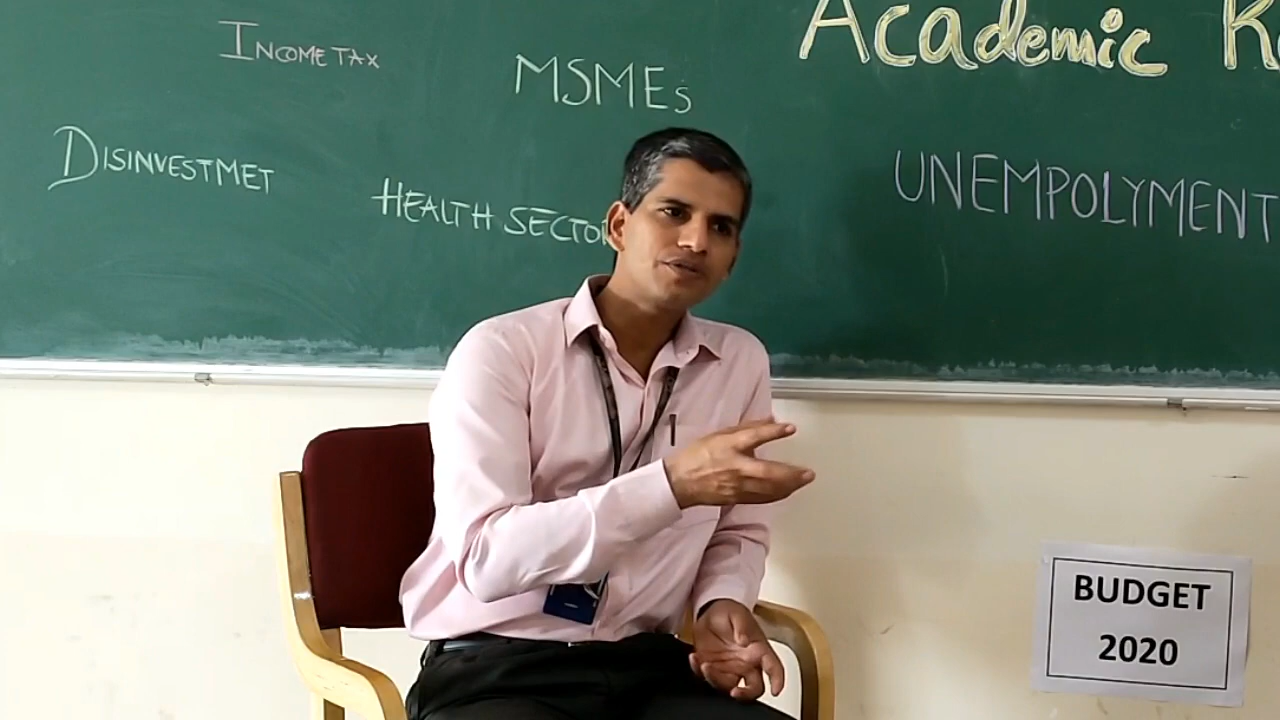 Income tax
MSMEs
Academic
Disinvestmet
Health Secto
UNEMPOLYMENT
BUDGET
2020